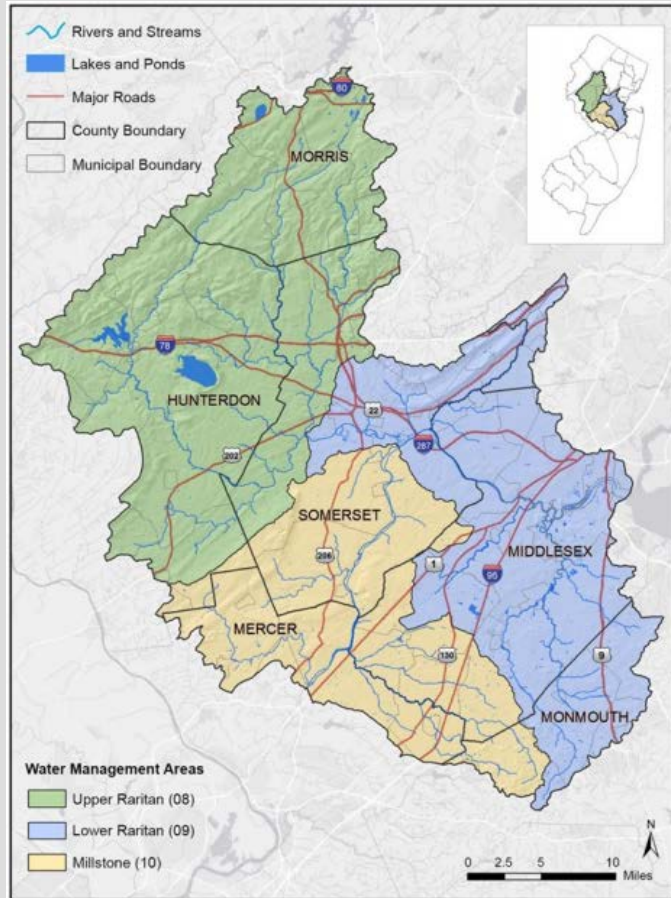 Rivers and Streams
Lakes and Ponds
Major Roads
County Boundary
Municipal Boundary
80
MORRIS
78
HUNTERDON
22
202
287
SOMERSET
206
1
MIDDLESEX
95
MERCER
130
9
MONMOUTH
Water Management Areas
Upper Raritan (08)
Lower Raritan (09)
Millstone (10)
N
0 2.5 5 10
Miles